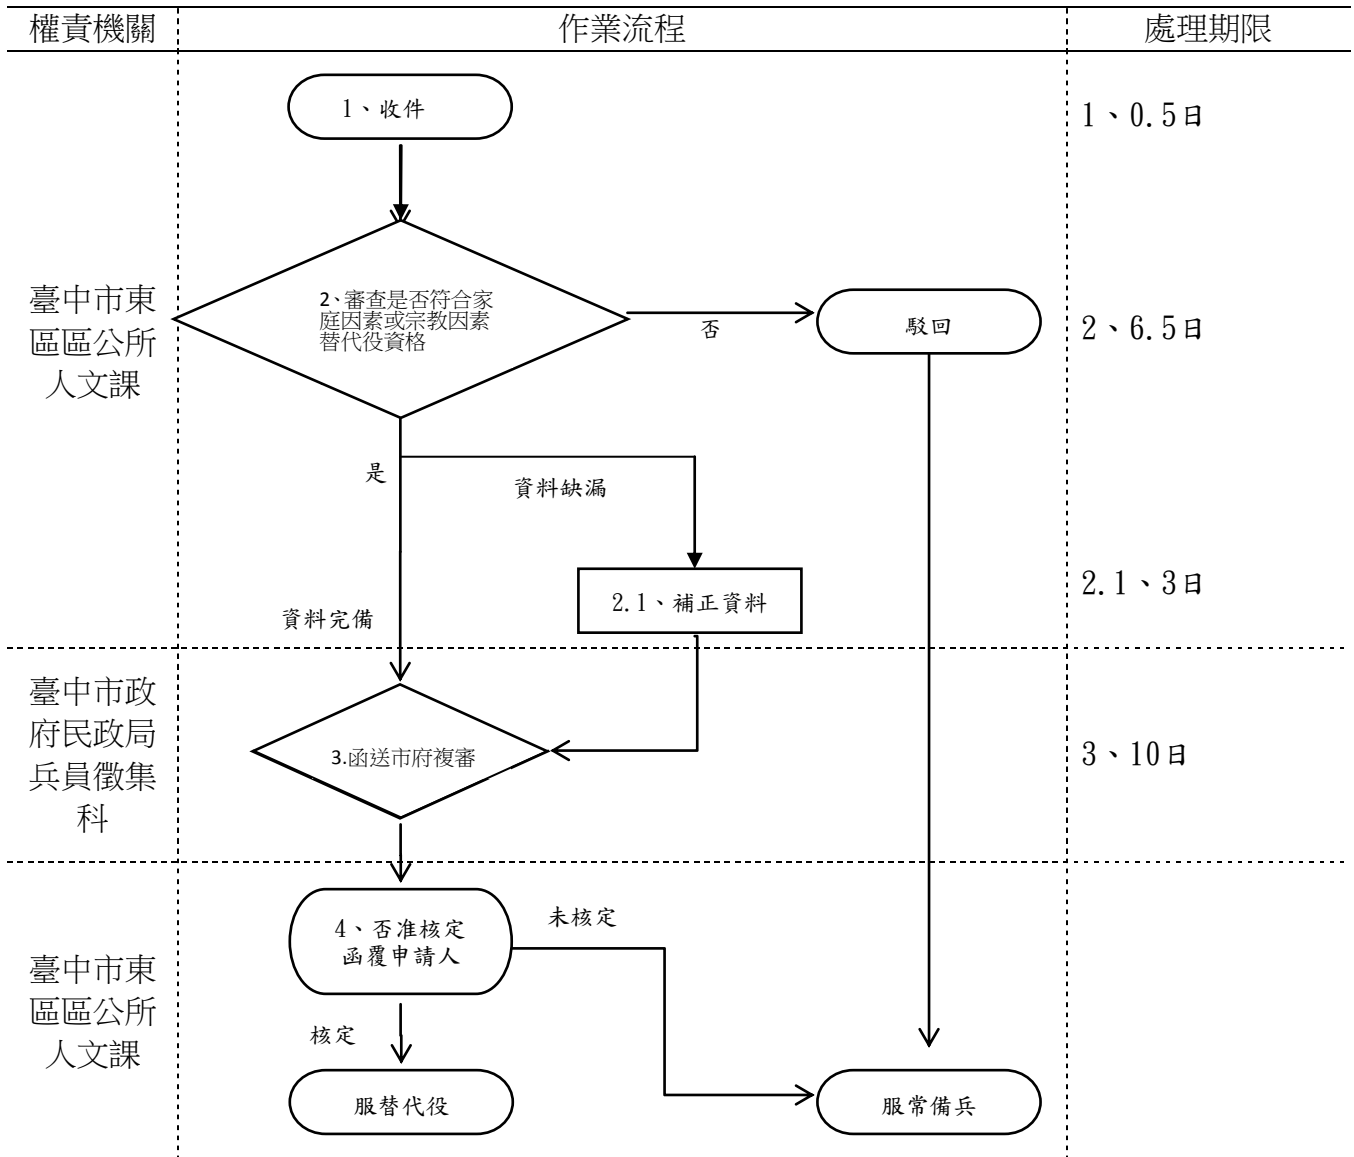 權責機關
作業流程
處理期限
1、收件
1、0.5日
臺中市東
區區公所
人文課
2、審查是否符合家
庭因素或宗教因素
替代役資格
否
駁回
2、6.5日
是
資料缺漏
2.1、補正資料
2.1、3日
資料完備
臺中市政
府民政局
兵員徵集
科
3.函送市府複審
3、10日
臺中市東
區區公所
人文課
4、否准核定
函覆申請人
未核定
核定
服替代役
服常備兵